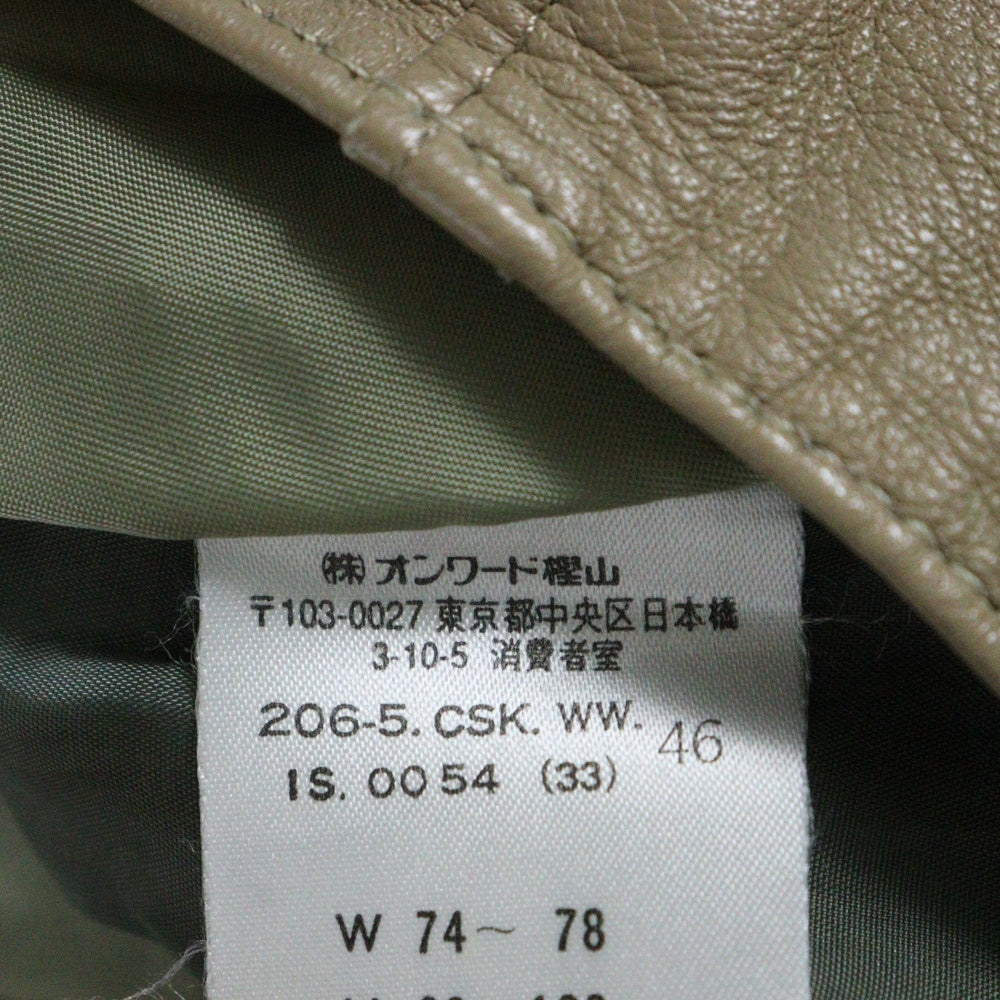 (株)オンワード樫山
〒103-0027 東京都中央区日本橋
3-10-5 消費者室
206-5. CSK. WW. 46
IS. 0054 (33)
W 74～ 78